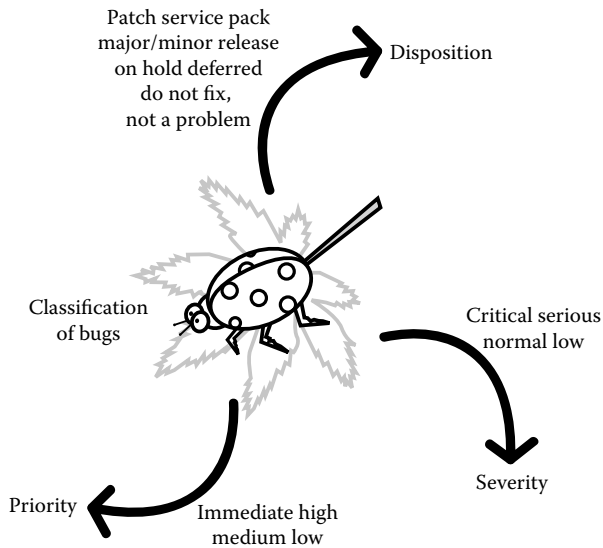 Patch service pack
major/minor release
on hold deferred
do not fix,
not a problem
Disposition
Classification
of bugs
Critical serious
normal low
Severity
Priority
Immediate high
medium low